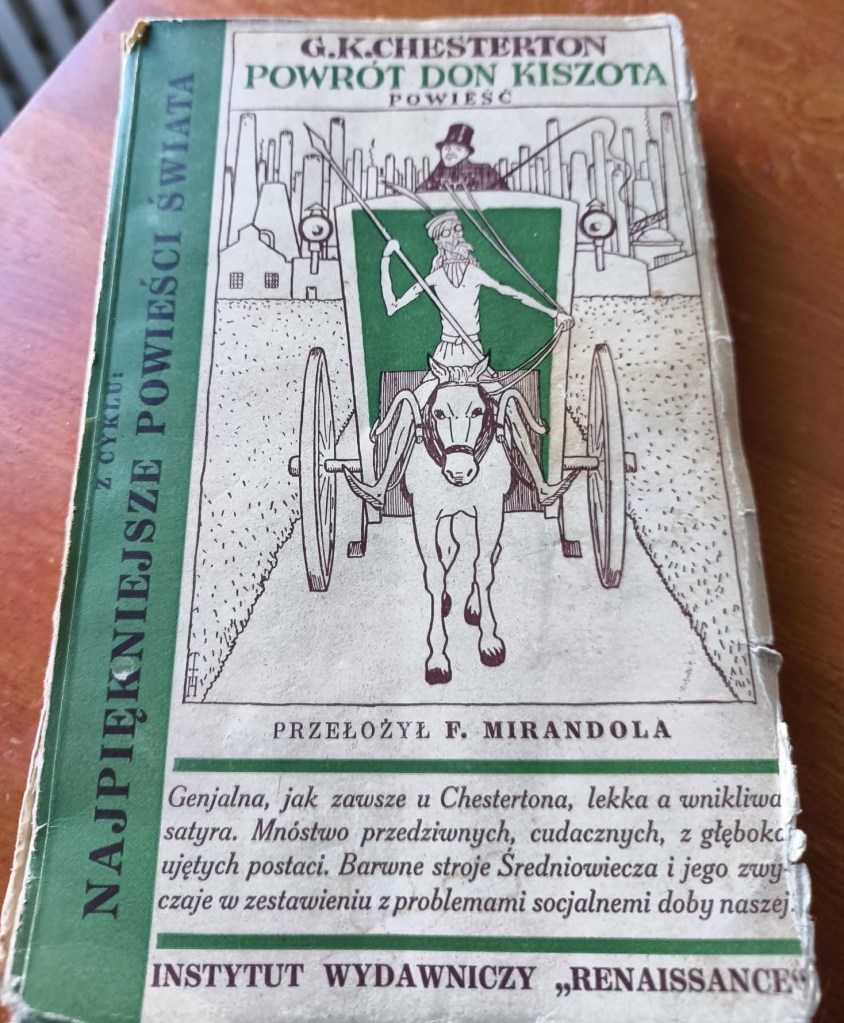 G.K.CHESTERTON
POWRÓT DON KISZOTA
POWIEŚĆ
Z CYKLU:
NAJPIĘKNIEJSZE POWIEŚCI ŚWIATA
PRZEŁOŻYŁ F. MIRANDOLA
Genjalna, jak zawsze u Chestertona, lekka a wnikliwa
satyra. Mnóstwo przedziwnych, cudacznych, z głęboka
ujętych postaci. Barwne stroje Średniowiecza i jego zwy-
czaje w zestawieniu z problemami socjalnemi doby naszej.
INSTYTUT WYDAWNICZY „RENAISSANCE"